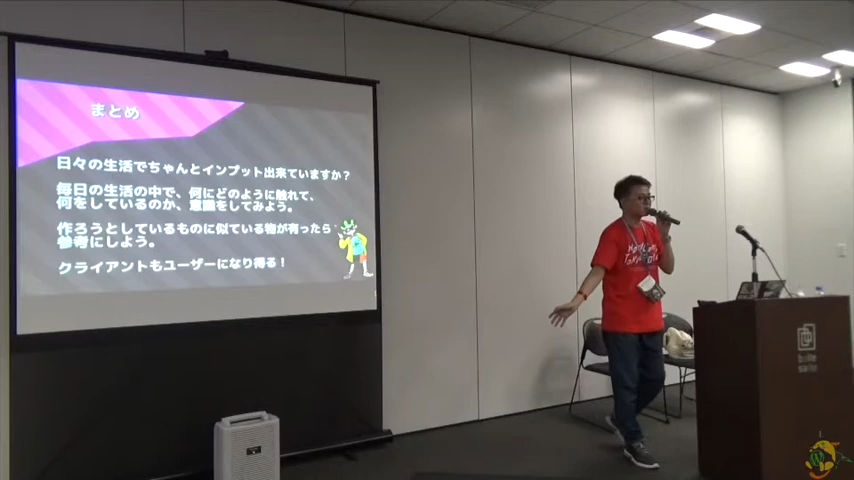 まとめ
日々の生活でちゃんとインプット出来ていますか?
毎日の生活の中で、何にどのように触れて、
何をしているのか、意識をしてみよう。
作ろうとしているものに似ている物が有ったら
参考にしよう。
クライアントもユーザーになり得る!